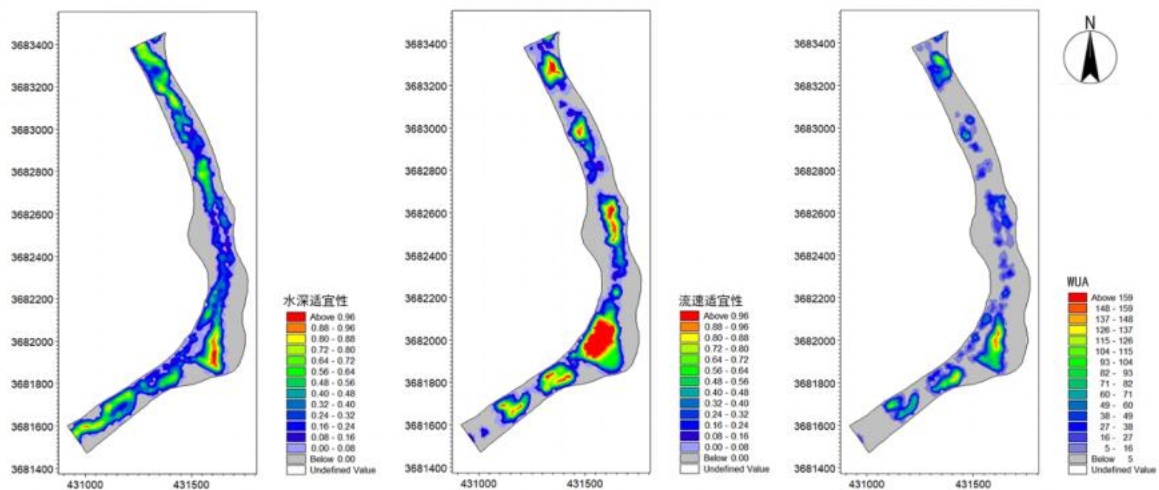 3683400
3683200
3683000
3682800
3682600
3682400
3682200
3682000
3681800
3681600
3681400
431000
431500
水深适宜性
Above 0.96
0.88 - 0.96
0.80 - 0.88
0.72 - 0.80
0.64 - 0.72
0.56 - 0.64
0.48 - 0.56
0.40 - 0.48
0.32 - 0.40
0.24 - 0.32
0.16 - 0.24
0.08 - 0.16
0.00 - 0.08
Below 0.00
Undefined Value
3683400
3683200
3683000
3682800
3682600
3682400
3682200
3682000
3681800
3681600
3681400
431000
431500
流速适宜性
Above 0.96
0.88 - 0.96
0.80 - 0.88
0.72 - 0.80
0.64 - 0.72
0.56 - 0.64
0.48 - 0.56
0.40 - 0.48
0.32 - 0.40
0.24 - 0.32
0.16 - 0.24
0.08 - 0.16
0.00 - 0.08
Below 0.00
Undefined Value
3683400
3683200
3683000
3682800
3682600
3682400
3682200
3682000
3681800
3681600
3681400
431000
431500
N
WUA
Above 159
148 - 159
137 - 148
126 - 137
115 - 126
104 - 115
93 - 104
82 - 93
71 - 82
60 - 71
49 - 60
38 - 49
27 - 38
16 - 27
5 - 16
Below 5
Undefined Value